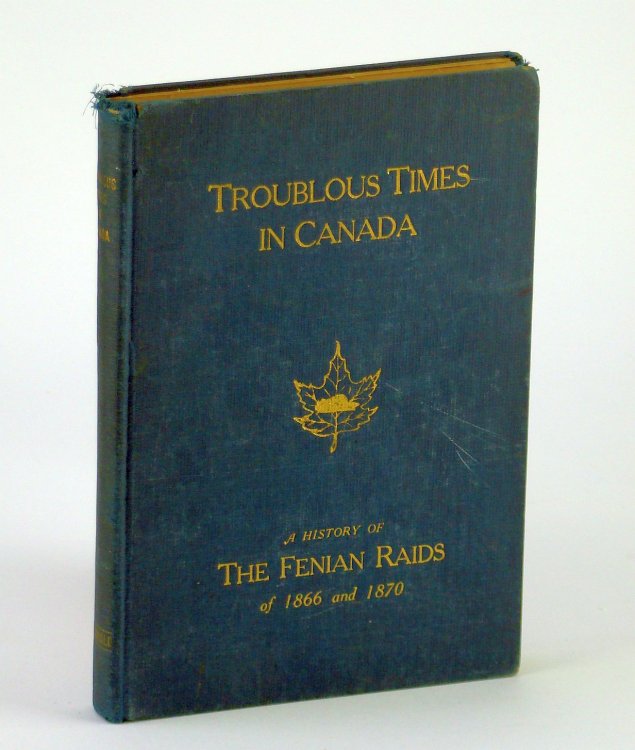 TROUBLOUS TIMES
IN CANADA
A HISTORY OF
THE FENIAN RAIDS
of 1866 and 1870